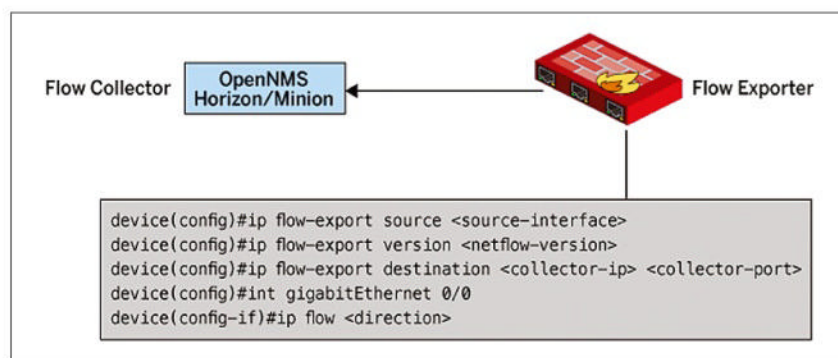 Flow Collector
OpenNMS
Horizon/Minion
Flow Exporter
device(config)#ip flow-export source <source-interface>
device(config)#ip flow-export version <netflow-version>
device(config)#ip flow-export destination <collector-ip> <collector-port>
device(config)#int gigabitEthernet 0/0
device(config-if)#ip flow <direction>